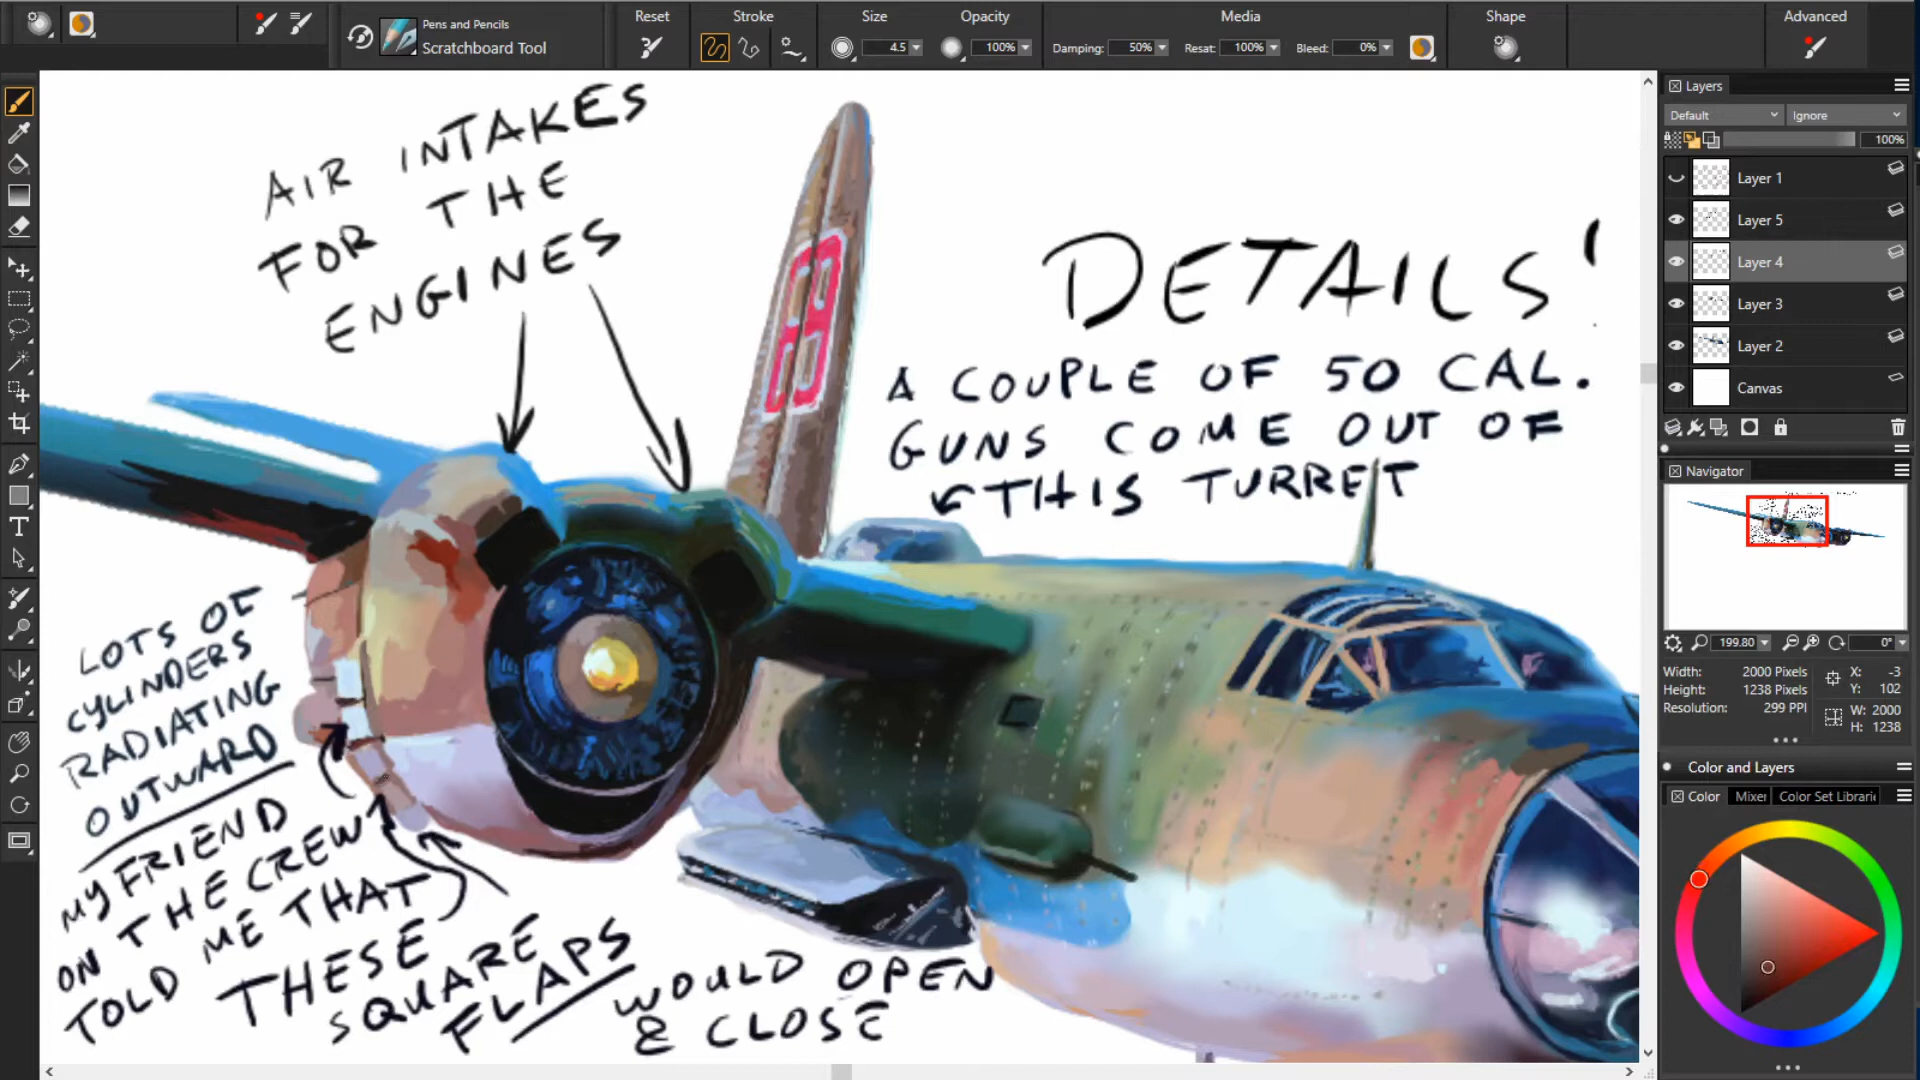 Reset
Stroke
Size
Opacity
Media
Shape
Advanced
Pens and Pencils
Scratchboard Tool
4.5
100%
Damping: 50%
Resat: 100%
Bleed: 0%
AIR INTAKES
FOR THE
ENGINES
DETAILS!
A COUPLE OF 50 CAL.
GUNS COME OUT OF
THIS TURRET
LOTS OF
CYLINDERS
RADIATING
OUTWARD
MY FRIEND
ON THE CREW
TOLD ME THAT
THESE
SQUARE
FLAPS
WOULD OPEN
& CLOSE
Layers
Default
Ignore
100%
Layer 1
Layer 5
Layer 4
Layer 3
Layer 2
Canvas
Navigator
199.80
0°
Width: 2000 Pixels
Height: 1238 Pixels
Resolution: 299 PPI
X: -3
Y: 102
W: 2000
H: 1238
Color and Layers
Color
Mixer
Color Set Librari
T